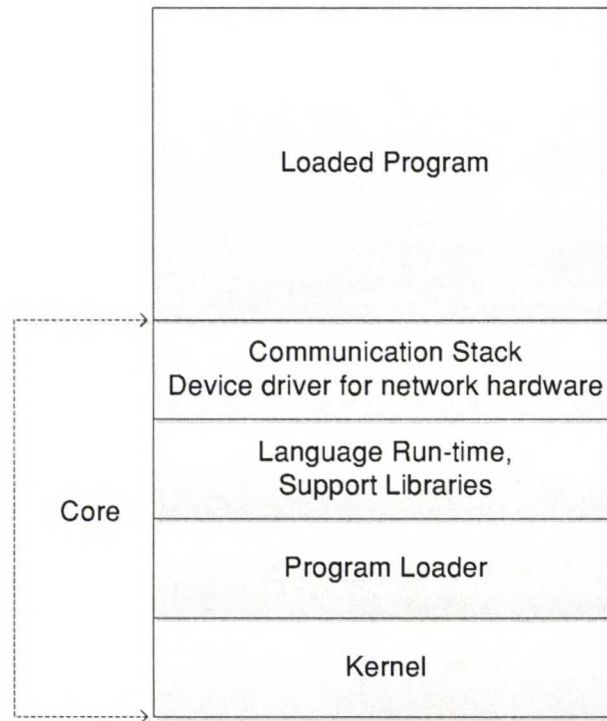 Loaded Program
Communication Stack
Device driver for network hardware
Language Run-time,
Support Libraries
Core
Program Loader
Kernel